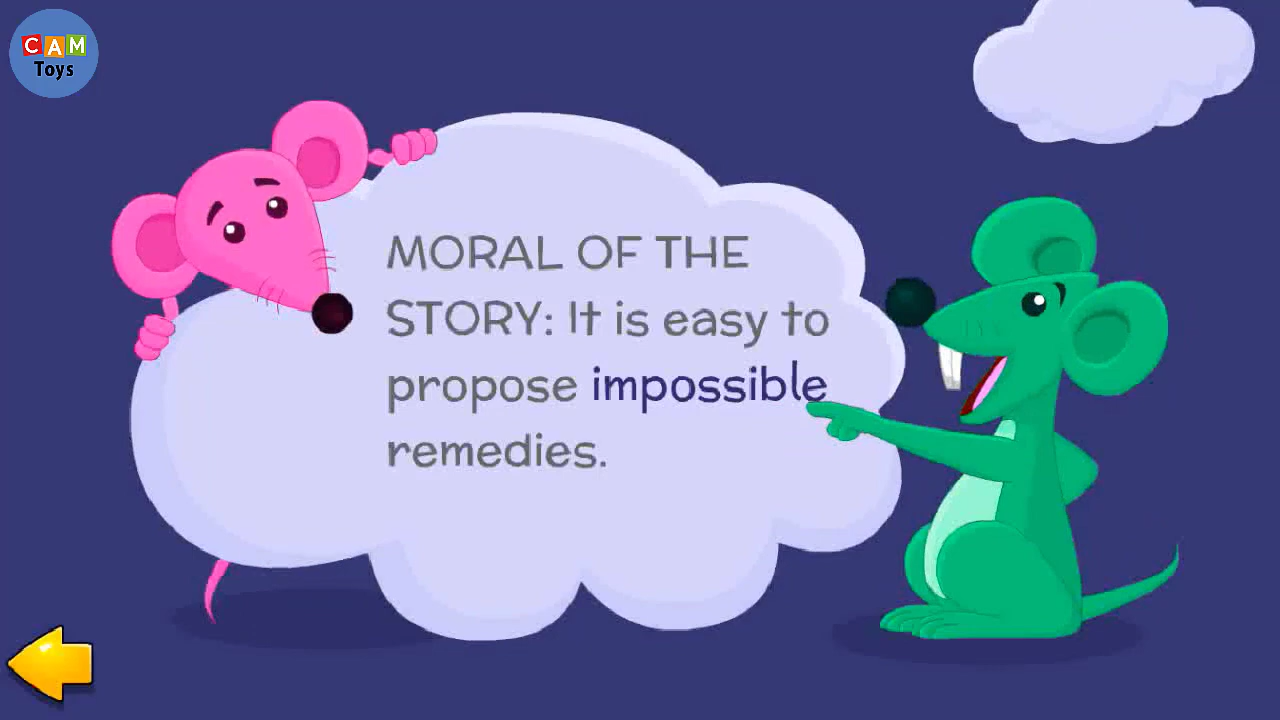 CAM
Toys
MORAL OF THE
STORY: It is easy to
propose impossible
remedies.